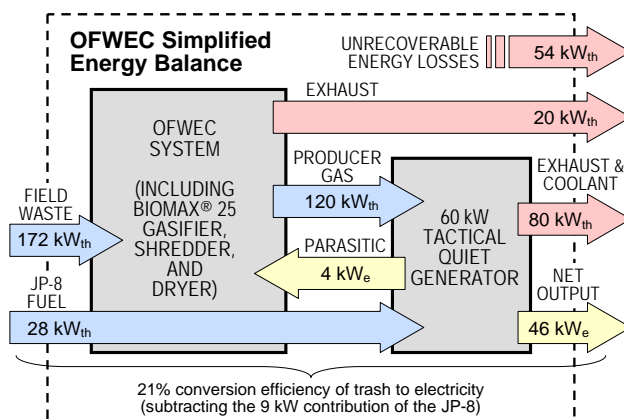 OFWEC Simplified
Energy Balance
UNRECOVERABLE
ENERGY LOSSES
54 kWth
EXHAUST
20 kWth
OFWEC
SYSTEM
(INCLUDING
BIOMAX® 25
GASIFIER,
SHREDDER,
AND
DRYER)
PRODUCER
GAS
120 kWth
EXHAUST &
COOLANT
80 kWth
FIELD
WASTE
172 kWth
60 kW
TACTICAL
QUIET
GENERATOR
PARASITIC
4 kWe
JP-8
FUEL
28 kWth
NET
OUTPUT
46 kWe
21% conversion efficiency of trash to electricity
(subtracting the 9 kW contribution of the JP-8)